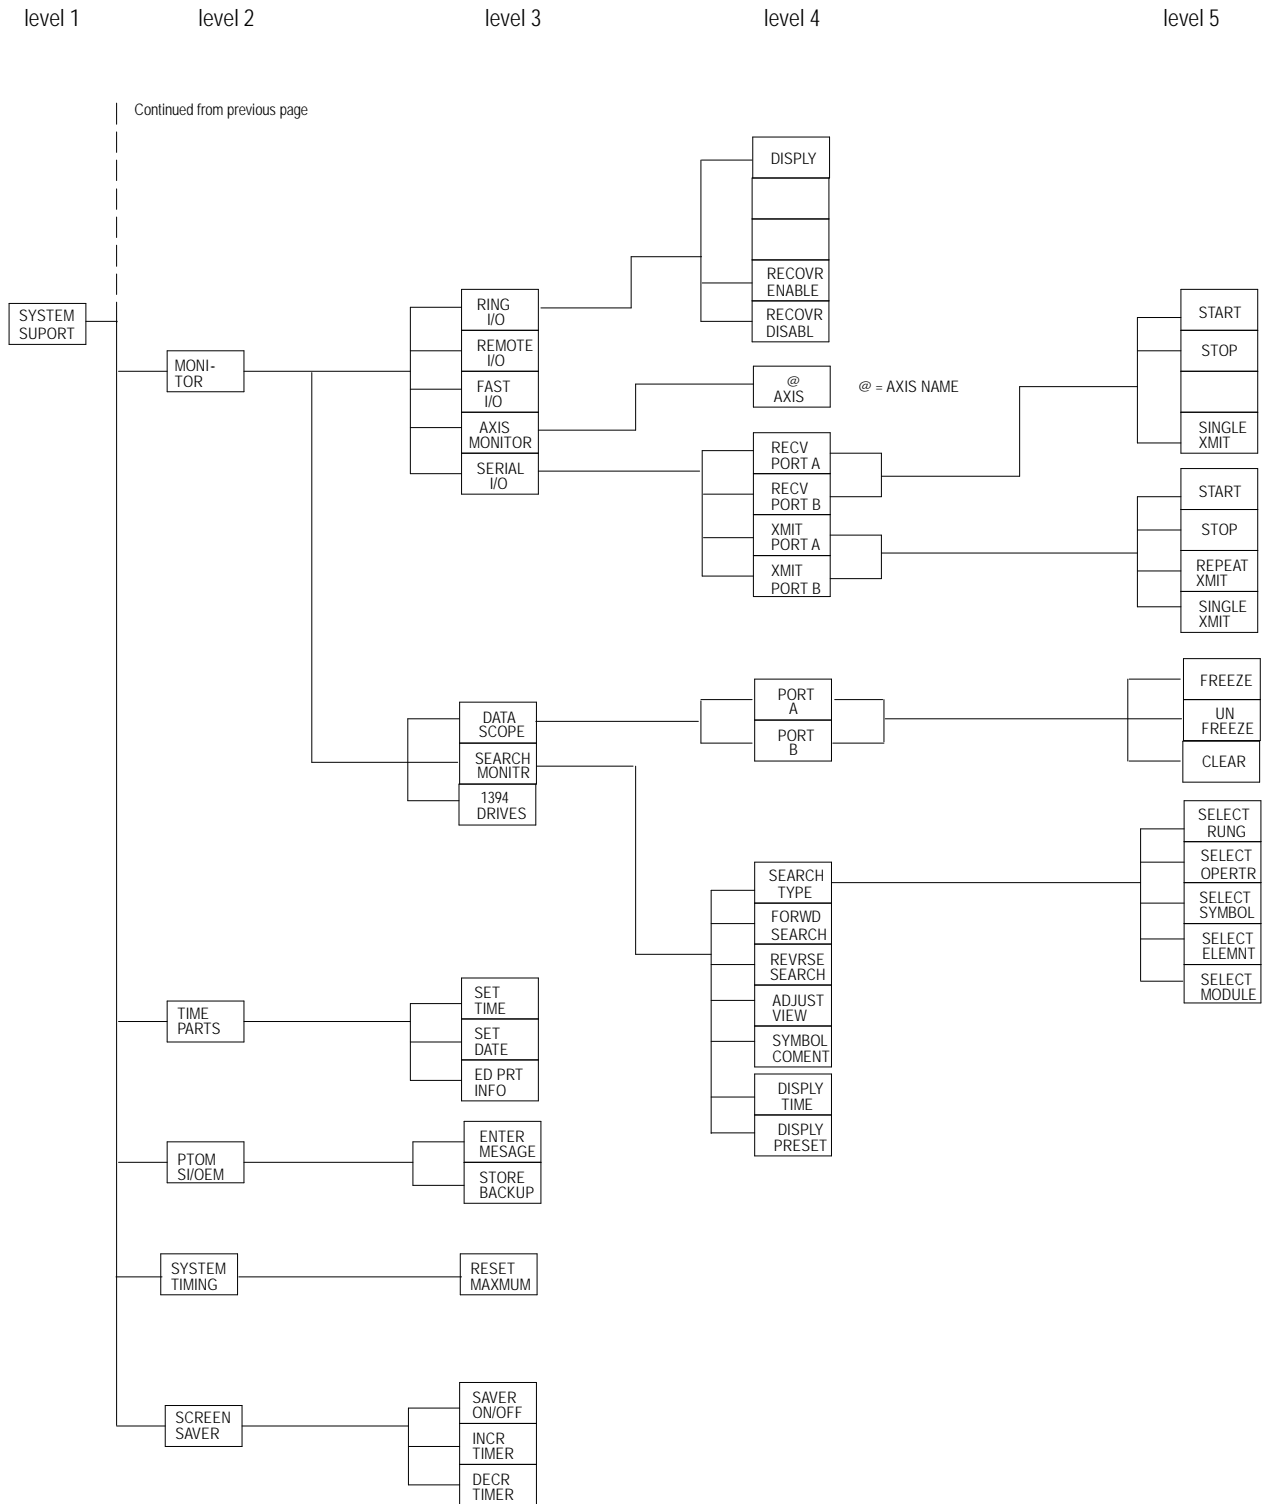 level 1
level 2
level 3
level 4
level 5
Continued from previous page
SYSTEM
SUPORT
MONI-
TOR
RING
I/O
REMOTE
I/O
FAST
I/O
AXIS
MONITOR
SERIAL
I/O
DISPLY
RECOVR
ENABLE
RECOVR
DISABL
@
AXIS
@ = AXIS NAME
RECV
PORT A
RECV
PORT B
XMIT
PORT A
XMIT
PORT B
START
STOP
SINGLE
XMIT
START
STOP
REPEAT
XMIT
SINGLE
XMIT
DATA
SCOPE
SEARCH
MONITR
1394
DRIVES
PORT
A
PORT
B
FREEZE
UN
FREEZE
CLEAR
SEARCH
TYPE
FORWD
SEARCH
REVRSE
SEARCH
ADJUST
VIEW
SYMBOL
COMENT
DISPLY
TIME
DISPLY
PRESET
SELECT
RUNG
SELECT
OPERTR
SELECT
SYMBOL
SELECT
ELEMNT
SELECT
MODULE
TIME
PARTS
SET
TIME
SET
DATE
ED PRT
INFO
PTOM
SI/OEM
ENTER
MESAGE
STORE
BACKUP
SYSTEM
TIMING
RESET
MAXMUM
SCREEN
SAVER
SAVER
ON/OFF
INCR
TIMER
DECR
TIMER